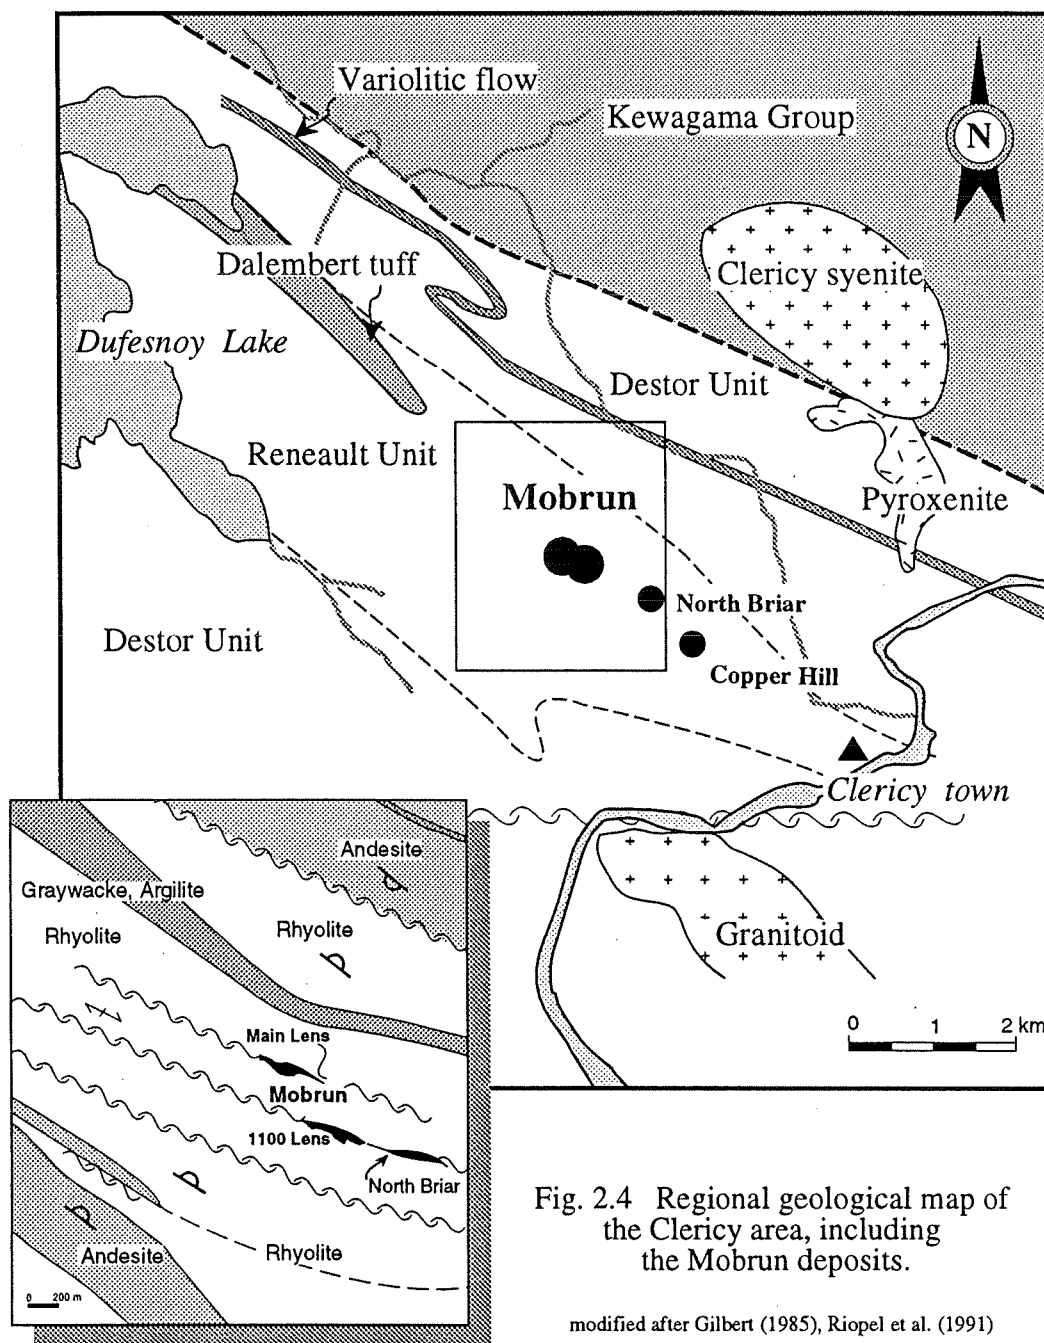 Variolitic flow
Kewagama Group
N
Clericy syenite
Dalembert tuff
Dufesnoy Lake
Destor Unit
Reneault Unit
Mobrun
Pyroxenite
North Briar
Destor Unit
Copper Hill
Clericy town
Granitoid
0 1 2 km
Andesite
Graywacke, Argilite
Rhyolite
Rhyolite
Main Lens
Mobrun
1100 Lens
North Briar
Andesite
Rhyolite
0 200 m
Fig. 2.4 Regional geological map of
the Clericy area, including
the Mobrun deposits.
modified after Gilbert (1985), Riopel et al. (1991)